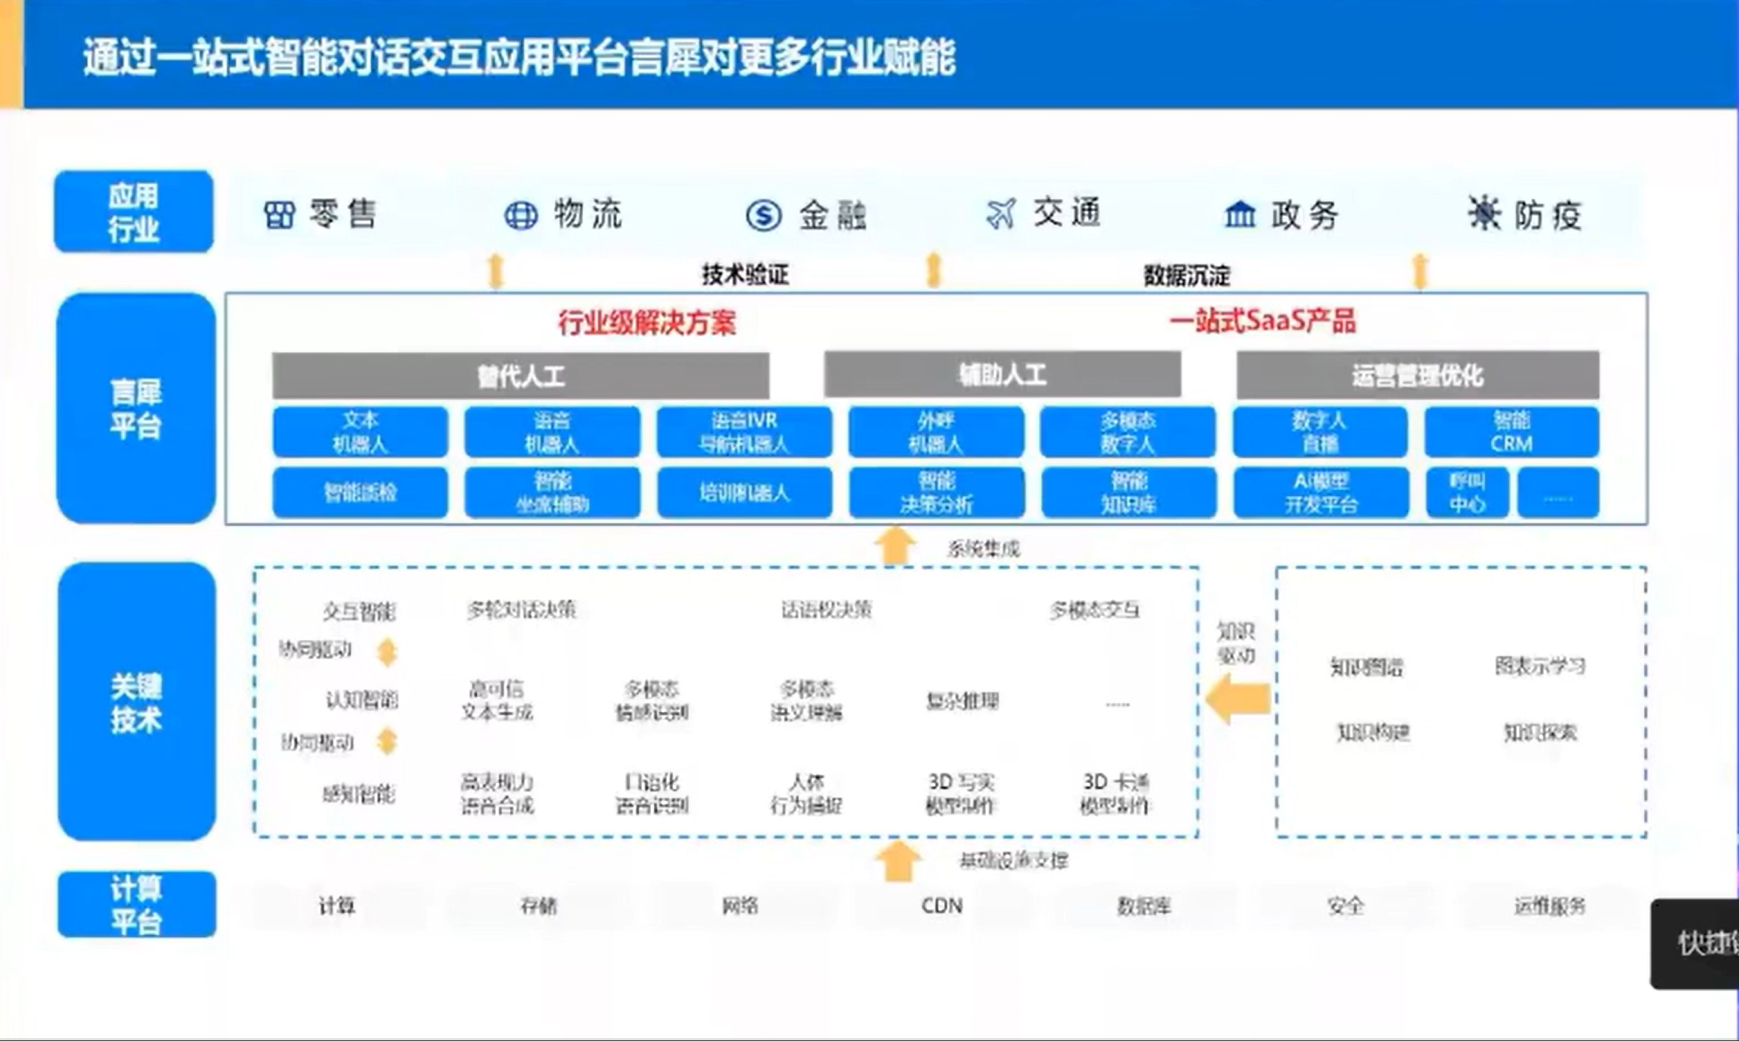 通过一站式智能对话交互应用平台言犀对更多行业赋能
应用
行业
零售
物流
金融
交通
政务
防疫
技术验证
数据沉淀
言犀
平台
行业级解决方案
一站式SaaS产品
替代人工
辅助人工
运营管理优化
文本
机器人
语音
机器人
语音IVR
导航机器人
外呼
机器人
多模态
数字人
数字人
直播
智能
CRM
智能质检
智能
坐席辅助
培训机器人
智能
决策分析
智能
知识库
AI模型
开发平台
呼叫
中心
......
系统集成
关键
技术
交互智能
多轮对话决策
话语权决策
多模态交互
协同驱动
认知智能
高可信
文本生成
多模态
情感识别
多模态
语义理解
复杂推理
.....
协同驱动
感知智能
高表现力
语音合成
口语化
语音识别
人体
行为捕捉
3D 写实
模型制作
3D 卡通
模型制作
知识
驱动
知识图谱
图表示学习
知识构建
知识探索
基础设施支撑
计算
平台
计算
存储
网络
CDN
数据库
安全
运维服务
快捷